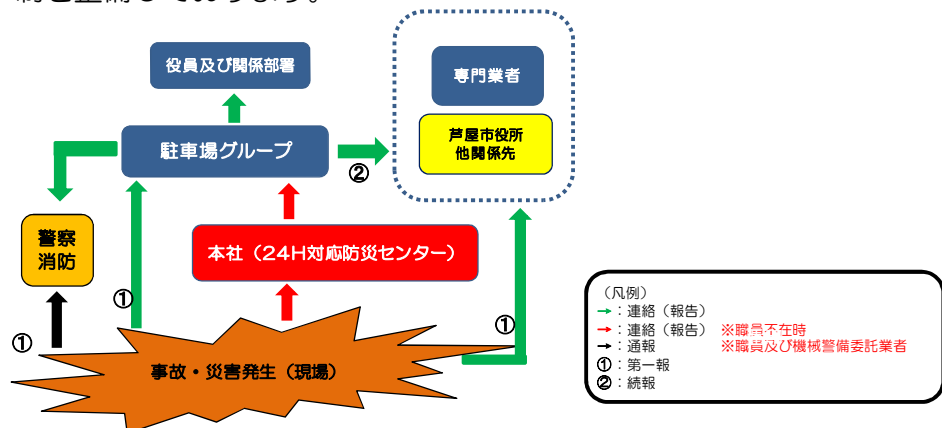 役員及び関係部署
専門業者
芦屋市役所
他関係先
駐車場グループ
②
警察
消防
本社（24H対応防災センター）
①
①
①
事故・災害発生（現場）
（凡例）
→：連絡（報告）
→：連絡（報告） ※職員不在時
→：通報 ※職員及び機械警備委託業者
①：第一報
②：続報